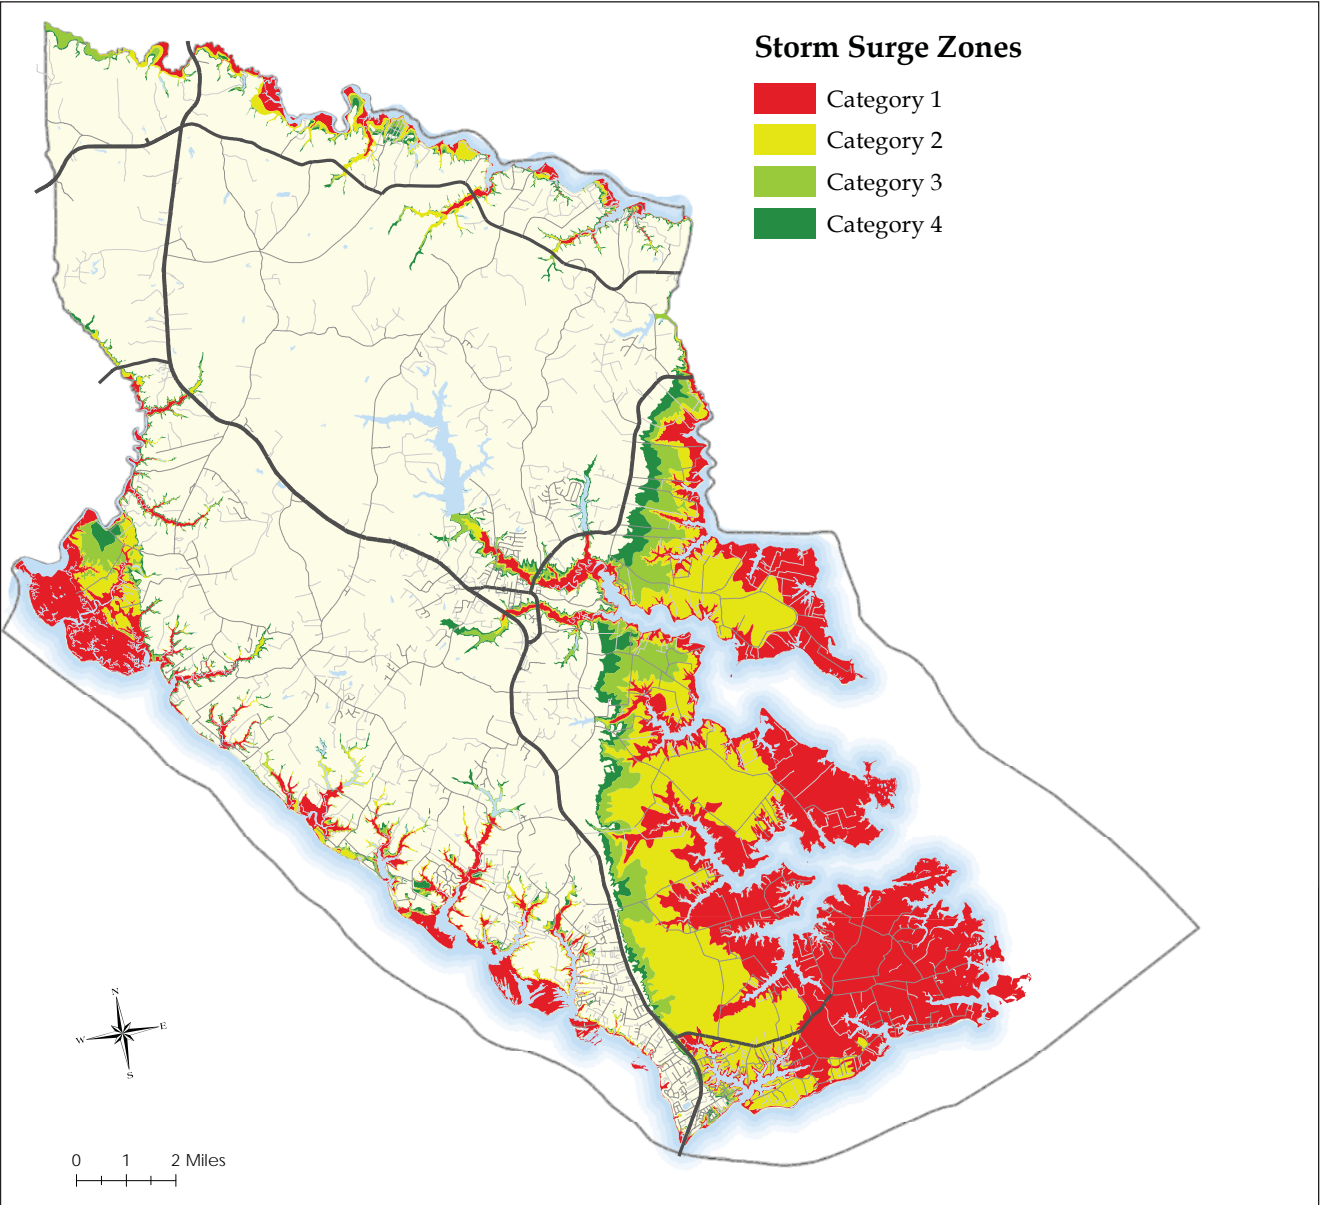 Storm Surge Zones
Category 1
Category 2
Category 3
Category 4
N
W E
S
0 1 2 Miles